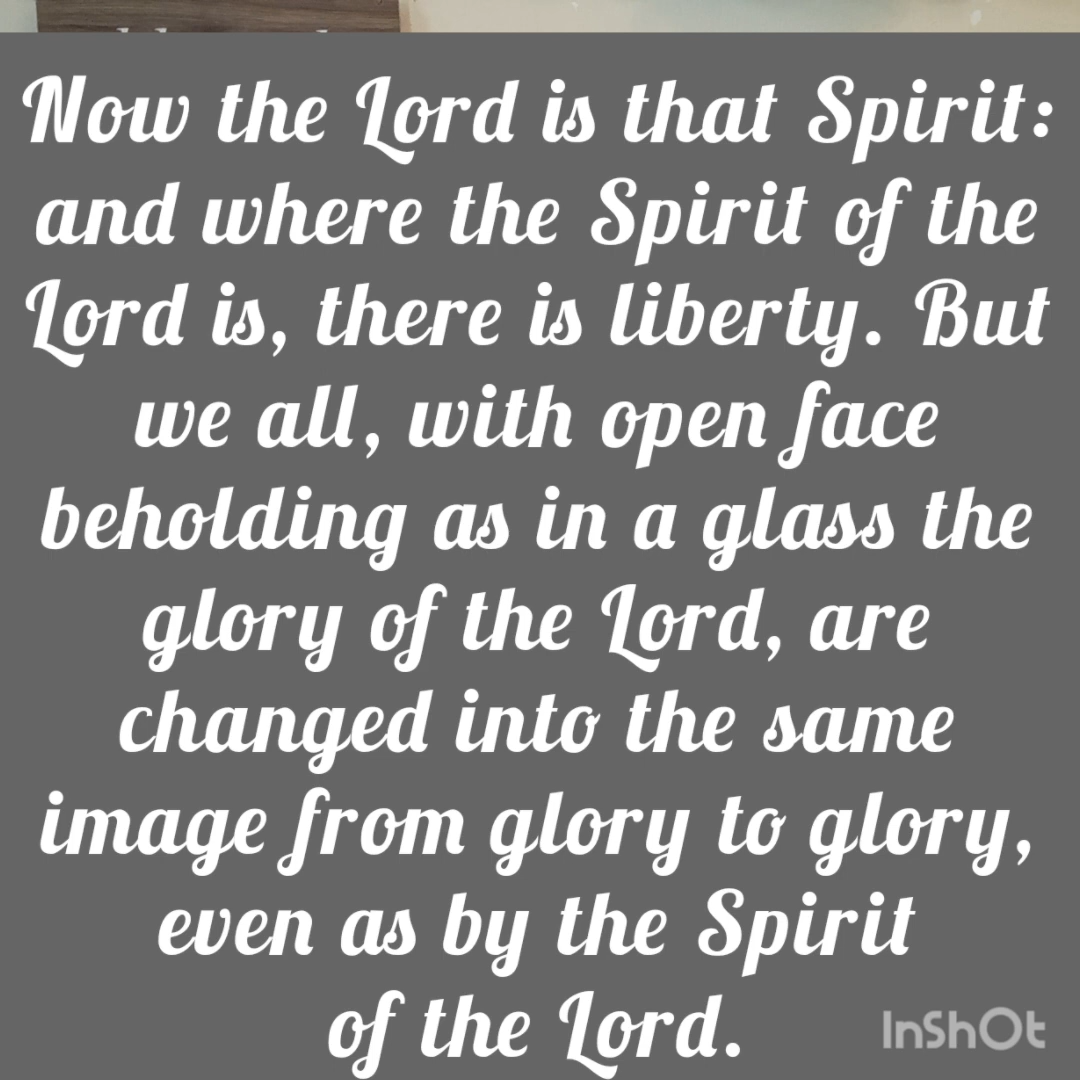 Now the Lord is that Spirit:
and where the Spirit of the
Lord is, there is liberty. But
we all, with open face
beholding as in a glass the
glory of the Lord, are
changed into the same
image from glory to glory,
even as by the Spirit
of the Lord.
InShOt